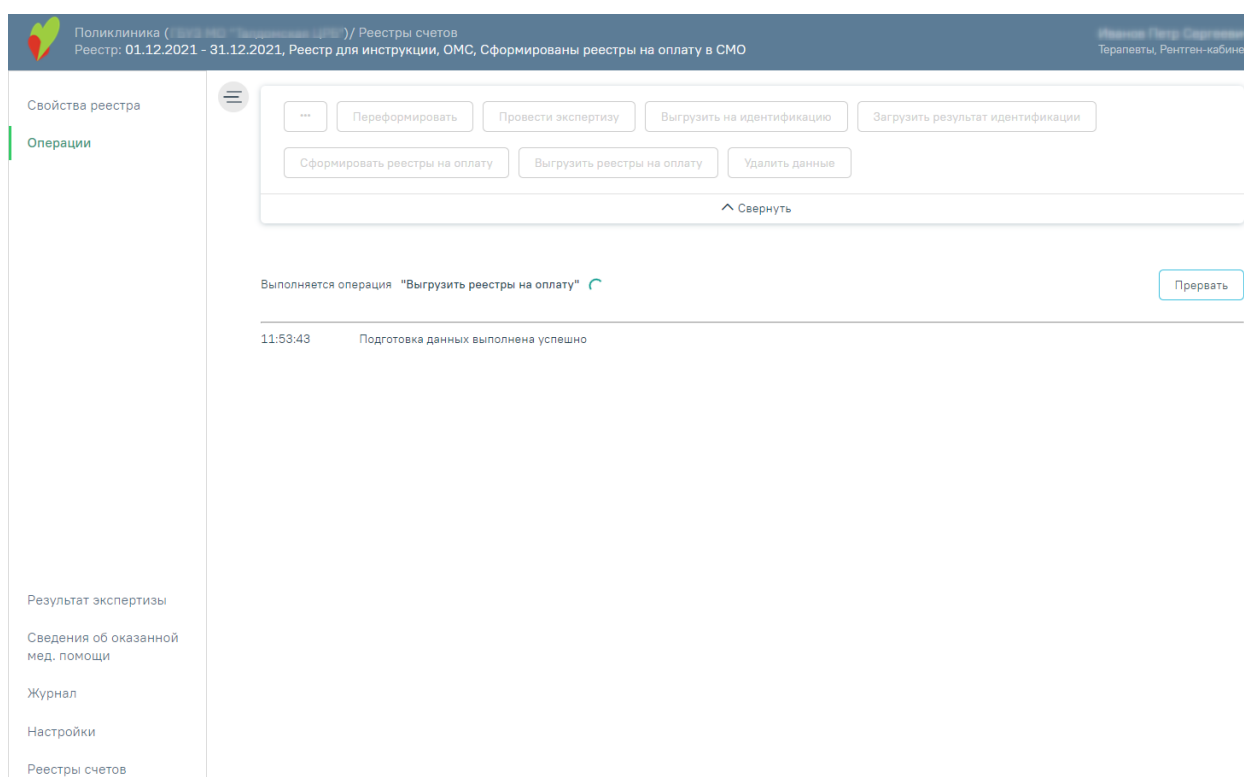 Поликлиника ( )/ Реестры счетов
Реестр: 01.12.2021 - 31.12.2021, Реестр для инструкции, ОМС, Сформированы реестры на оплату в СМО
Терапевты, Рентген-кабине
Свойства реестра
Операции
... Переформировать Провести экспертизу Выгрузить на идентификацию Загрузить результат идентификации
Сформировать реестры на оплату Выгрузить реестры на оплату Удалить данные
Свернуть
Выполняется операция "Выгрузить реестры на оплату" Прервать
11:53:43 Подготовка данных выполнена успешно
Результат экспертизы
Сведения об оказанной
мед. помощи
Журнал
Настройки
Реестры счетов